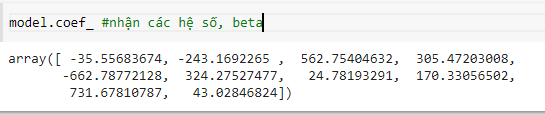 model.coef_ #nhận các hệ số, beta
array([ -35.55683674, -243.1692265 ,  562.75404632,  305.47203008,
       -662.78772128,  324.27527477,   24.78193291,  170.33056502,
        731.67810787,   43.02846824])